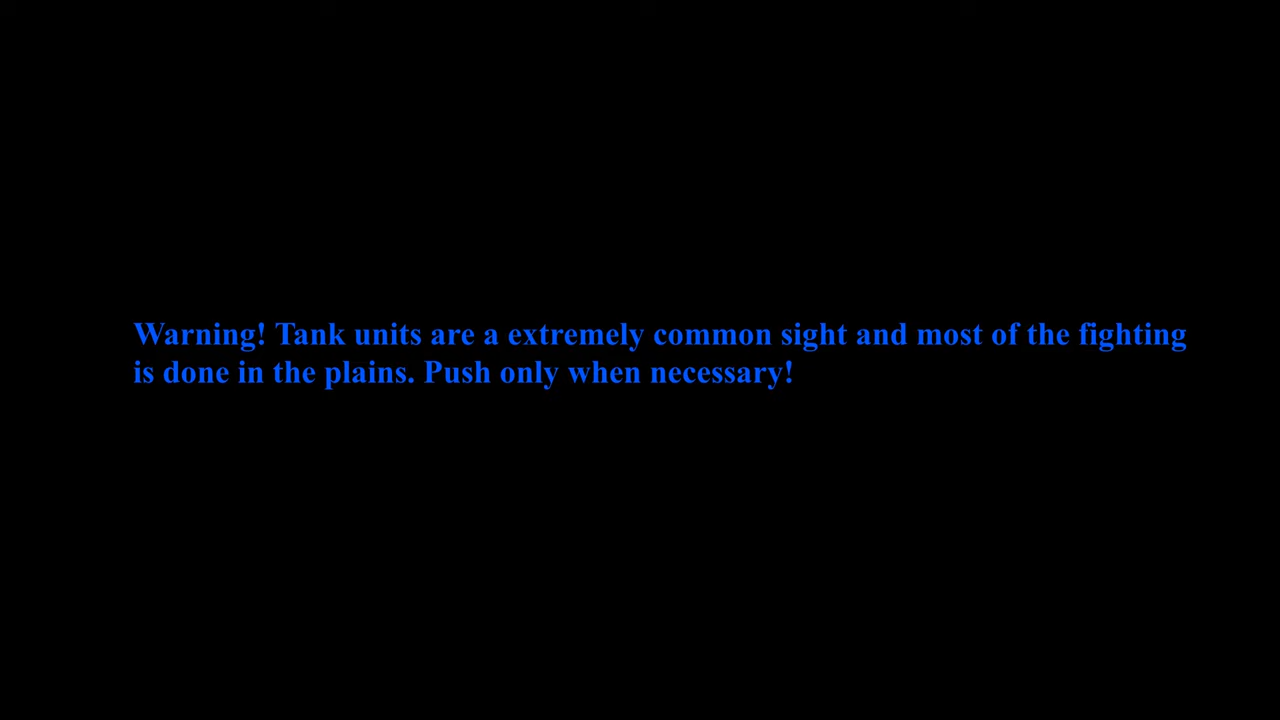 Warning! Tank units are a extremely common sight and most of the fighting
is done in the plains. Push only when necessary!